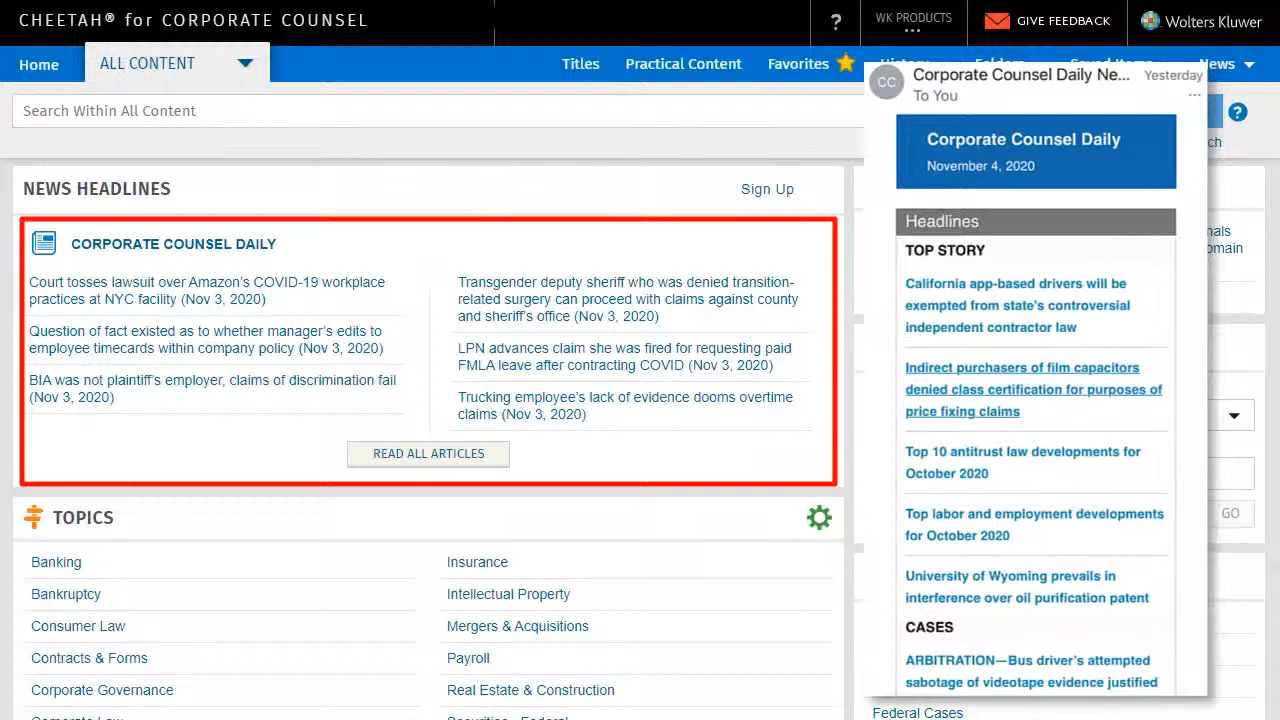 CHEETAH® for CORPORATE COUNSEL
?
WK PRODUCTS
GIVE FEEDBACK
Wolters Kluwer
Home
ALL CONTENT
Titles
Practical Content
Favorites
News
Search Within All Content
?
NEWS HEADLINES
Sign Up
CORPORATE COUNSEL DAILY
Court tosses lawsuit over Amazon's COVID-19 workplace
practices at NYC facility (Nov 3, 2020)
Question of fact existed as to whether manager's edits to
employee timecards within company policy (Nov 3, 2020)
BIA was not plaintiff's employer, claims of discrimination fail
(Nov 3, 2020)
Transgender deputy sheriff who was denied transition-
related surgery can proceed with claims against county
and sheriff's office (Nov 3, 2020)
LPN advances claim she was fired for requesting paid
FMLA leave after contracting COVID (Nov 3, 2020)
Trucking employee's lack of evidence dooms overtime
claims (Nov 3, 2020)
READ ALL ARTICLES
TOPICS
Banking
Bankruptcy
Consumer Law
Contracts & Forms
Corporate Governance
Insurance
Intellectual Property
Mergers & Acquisitions
Payroll
Real Estate & Construction
CC
Corporate Counsel Daily Ne...
Yesterday
To You
...
Corporate Counsel Daily
November 4, 2020
Headlines
TOP STORY
California app-based drivers will be
exempted from state's controversial
independent contractor law
Indirect purchasers of film capacitors
denied class certification for purposes of
price fixing claims
Top 10 antitrust law developments for
October 2020
Top labor and employment developments
for October 2020
University of Wyoming prevails in
interference over oil purification patent
CASES
ARBITRATION—Bus driver's attempted
sabotage of videotape evidence justified
GO
Federal Cases